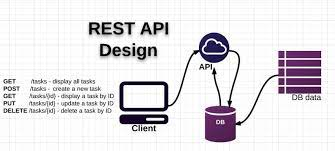 REST API
Design
GET /tasks - display all tasks
POST /tasks - create a new task
GET /tasks/{id} - display a task by ID
PUT /tasks/{id} - update a task by ID
DELETE /tasks/{id} - delete a task by ID
Client
API
DB
DB data